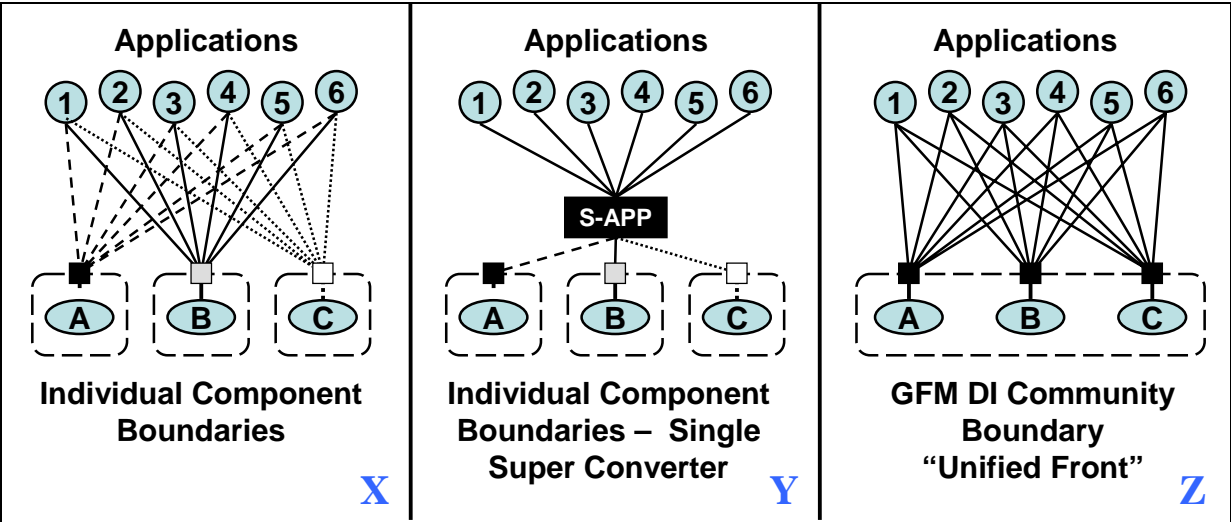 Applications
1 2 3 4 5 6
A B C
Individual Component
Boundaries
X
Applications
1 2 3 4 5 6
S-APP
A B C
Individual Component
Boundaries – Single
Super Converter
Y
Applications
1 2 3 4 5 6
A B C
GFM DI Community
Boundary
“Unified Front”
Z